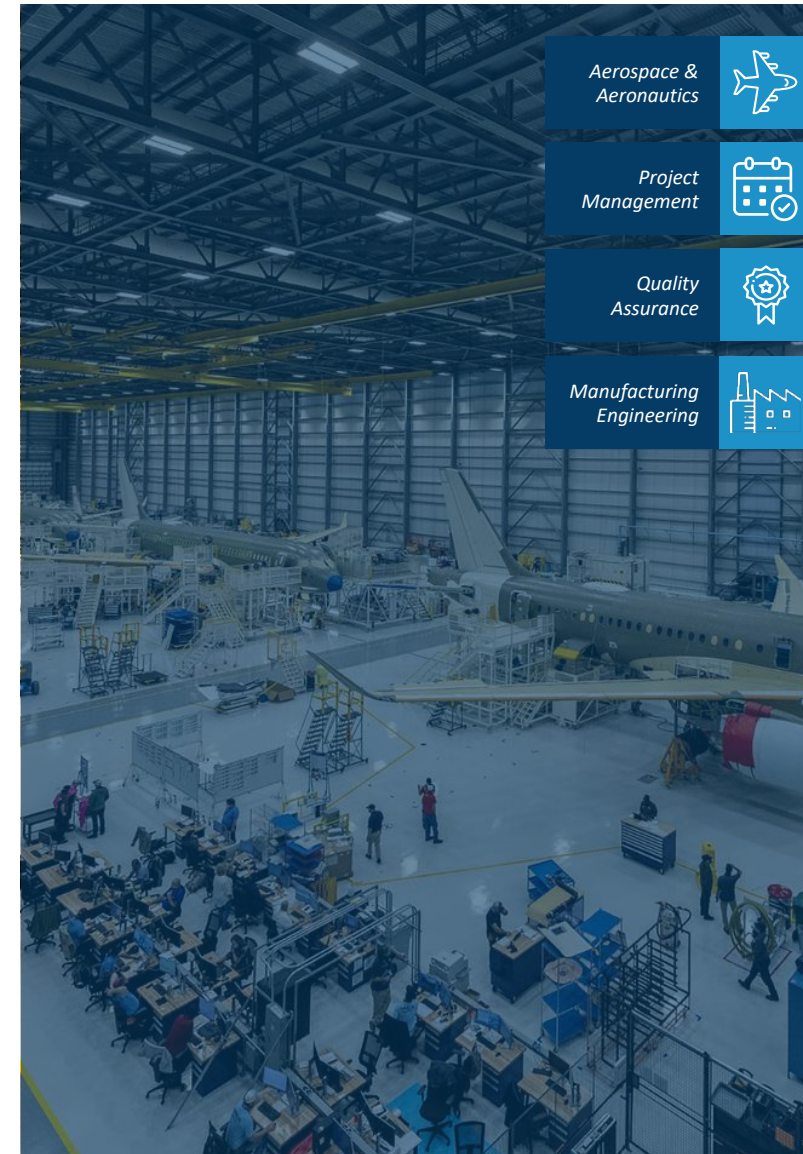 Aerospace &
Aeronautics
Project
Management
Quality
Assurance
Manufacturing
Engineering